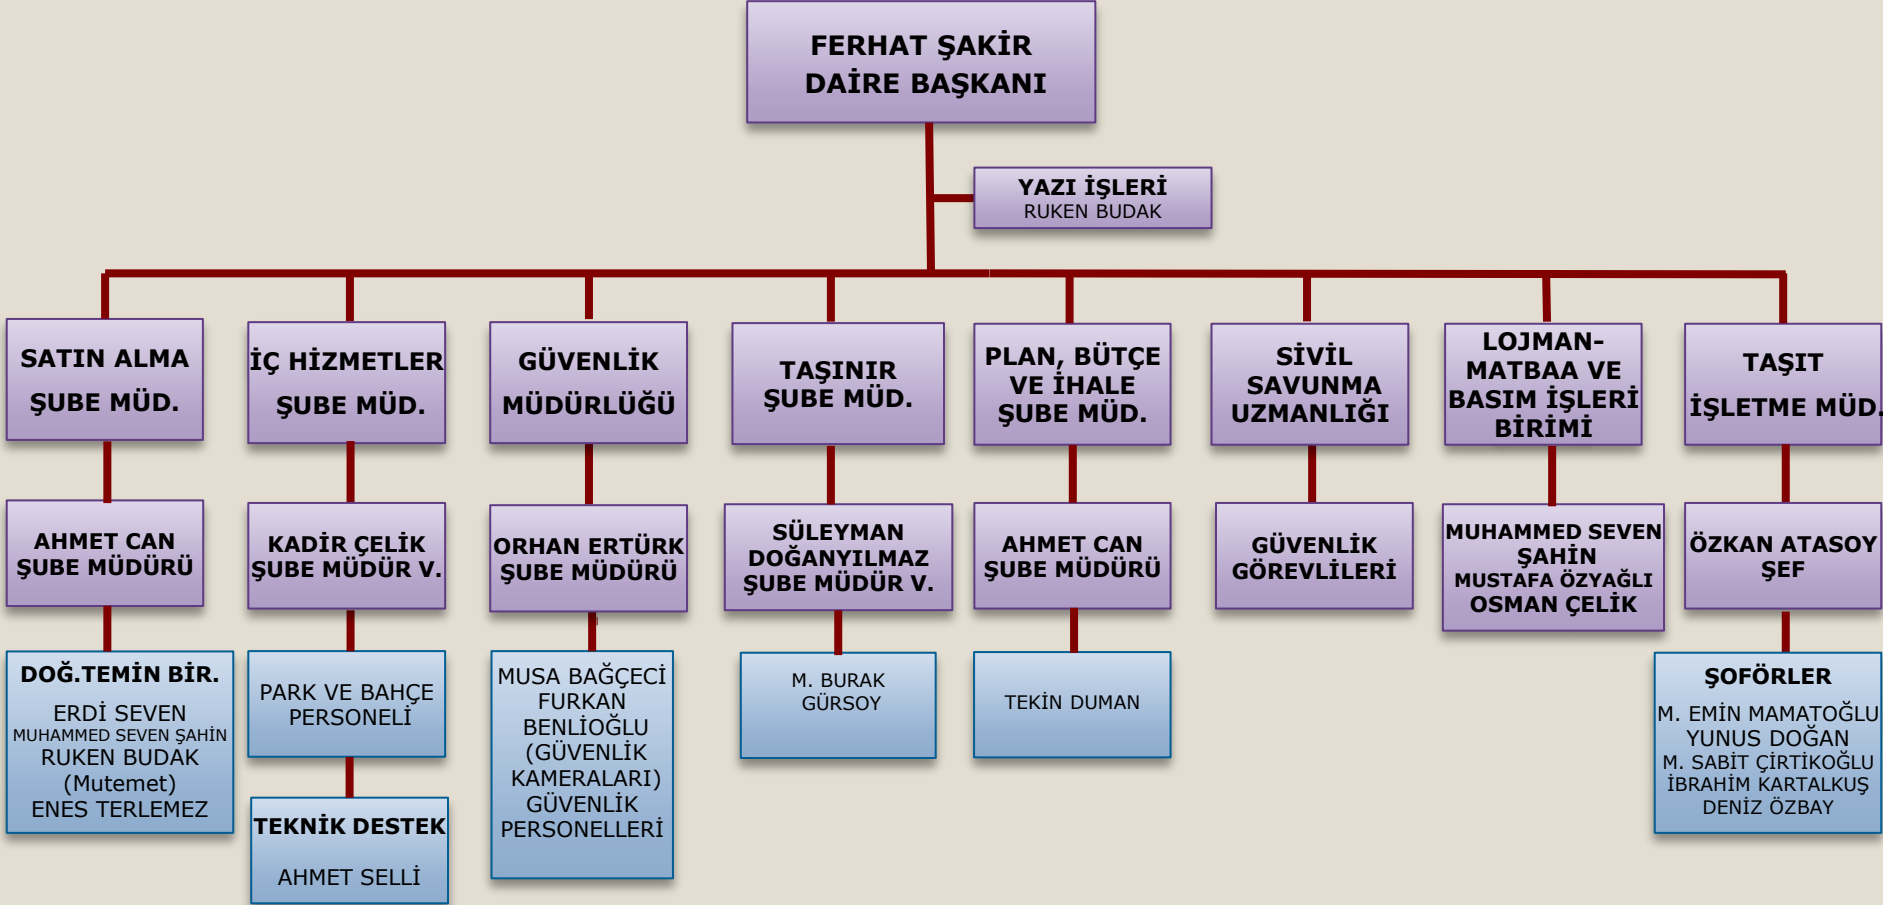 FERHAT ŞAKİR
DAİRE BAŞKANI
YAZI İŞLERİ
RUKEN BUDAK
SATIN ALMA
ŞUBE MÜD.
İÇ HİZMETLER
ŞUBE MÜD.
GÜVENLİK
MÜDÜRLÜĞÜ
TAŞINIR
ŞUBE MÜD.
PLAN, BÜTÇE
VE İHALE
ŞUBE MÜD.
SİVİL
SAVUNMA
UZMANLIĞI
LOJMAN-
MATBAA VE
BASIM İŞLERİ
BİRİMİ
TAŞIT
İŞLETME MÜD.
AHMET CAN
ŞUBE MÜDÜRÜ
KADİR ÇELİK
ŞUBE MÜDÜR V.
ORHAN ERTÜRK
ŞUBE MÜDÜRÜ
SÜLEYMAN
DOĞANYILMAZ
ŞUBE MÜDÜR V.
AHMET CAN
ŞUBE MÜDÜRÜ
GÜVENLİK
GÖREVLİLERİ
MUHAMMED SEVEN
ŞAHİN
MUSTAFA ÖZYAĞLI
OSMAN ÇELİK
ÖZKAN ATASOY
ŞEF
DOĞ.TEMİN BİR.
ERDİ SEVEN
MUHAMMED SEVEN ŞAHİN
RUKEN BUDAK
(Mutemet)
ENES TERLEMEZ
PARK VE BAHÇE
PERSONELİ
TEKNİK DESTEK
AHMET SELLİ
MUSA BAĞÇECİ
FURKAN
BENLİOĞLU
(GÜVENLİK
KAMERALARI)
GÜVENLİK
PERSONELLERİ
M. BURAK
GÜRSOY
TEKİN DUMAN
ŞOFÖRLER
M. EMİN MAMATOĞLU
YUNUS DOĞAN
M. SABİT ÇİRTİKOĞLU
İBRAHİM KARTALKUŞ
DENİZ ÖZBAY